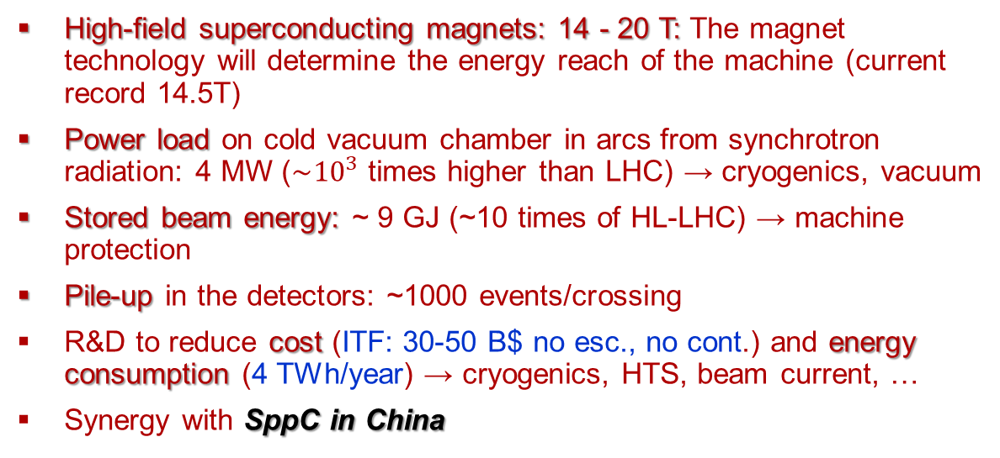 ▪ High-field superconducting magnets: 14 - 20 T: The magnet
technology will determine the energy reach of the machine (current
record 14.5T)
▪ Power load on cold vacuum chamber in arcs from synchrotron
radiation: 4 MW (~10³ times higher than LHC) → cryogenics, vacuum
▪ Stored beam energy: ~ 9 GJ (~10 times of HL-LHC) → machine
protection
▪ Pile-up in the detectors: ~1000 events/crossing
▪ R&D to reduce cost (ITF: 30-50 B$ no esc., no cont.) and energy
consumption (4 TWh/year) → cryogenics, HTS, beam current, …
▪ Synergy with SppC in China